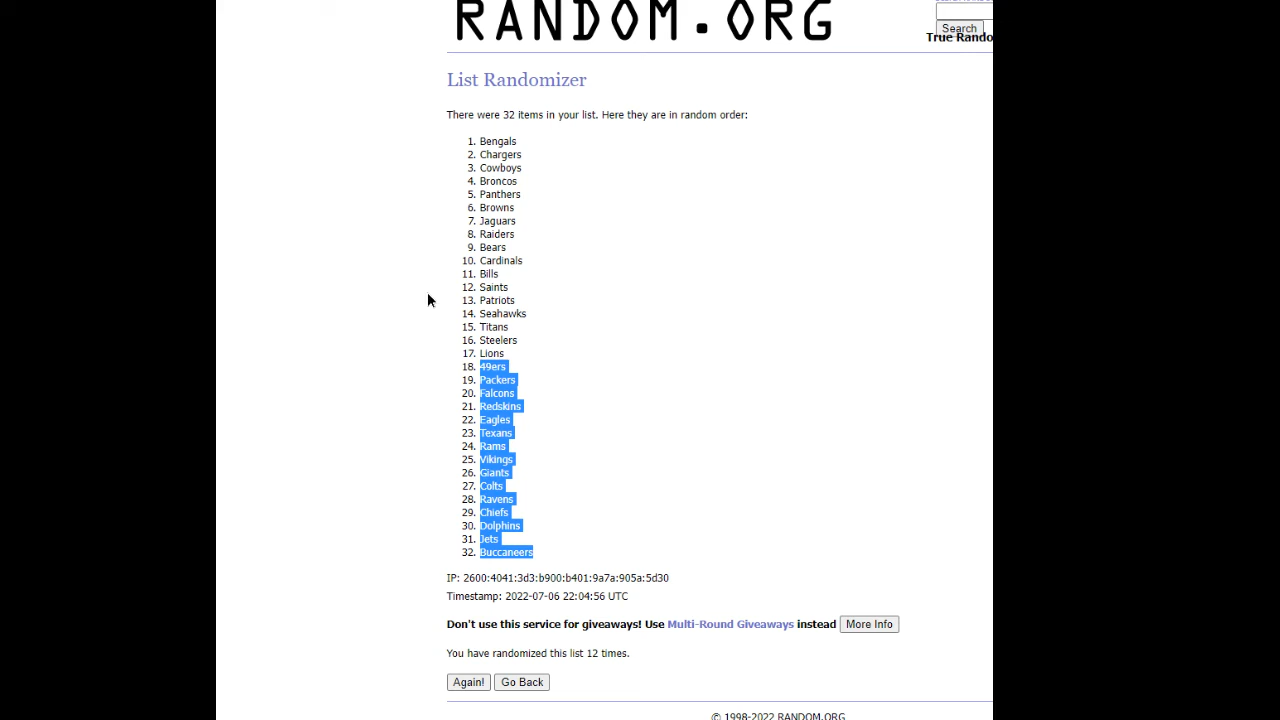 RANDOM.ORG
Search
True Rando
List Randomizer
There were 32 items in your list. Here they are in random order:
1. Bengals
2. Chargers
3. Cowboys
4. Broncos
5. Panthers
6. Browns
7. Jaguars
8. Raiders
9. Bears
10. Cardinals
11. Bills
12. Saints
13. Patriots
14. Seahawks
15. Titans
16. Steelers
17. Lions
18. 49ers
19. Packers
20. Falcons
21. Redskins
22. Eagles
23. Texans
24. Rams
25. Vikings
26. Giants
27. Colts
28. Ravens
29. Chiefs
30. Dolphins
31. Jets
32. Buccaneers
IP: 2600:4041:3d3:b900:b401:9a7a:905a:5d30
Timestamp: 2022-07-06 22:04:56 UTC
Don't use this service for giveaways! Use Multi-Round Giveaways instead More Info
You have randomized this list 12 times.
Again! Go Back
© 1998-2022 RANDOM.ORG